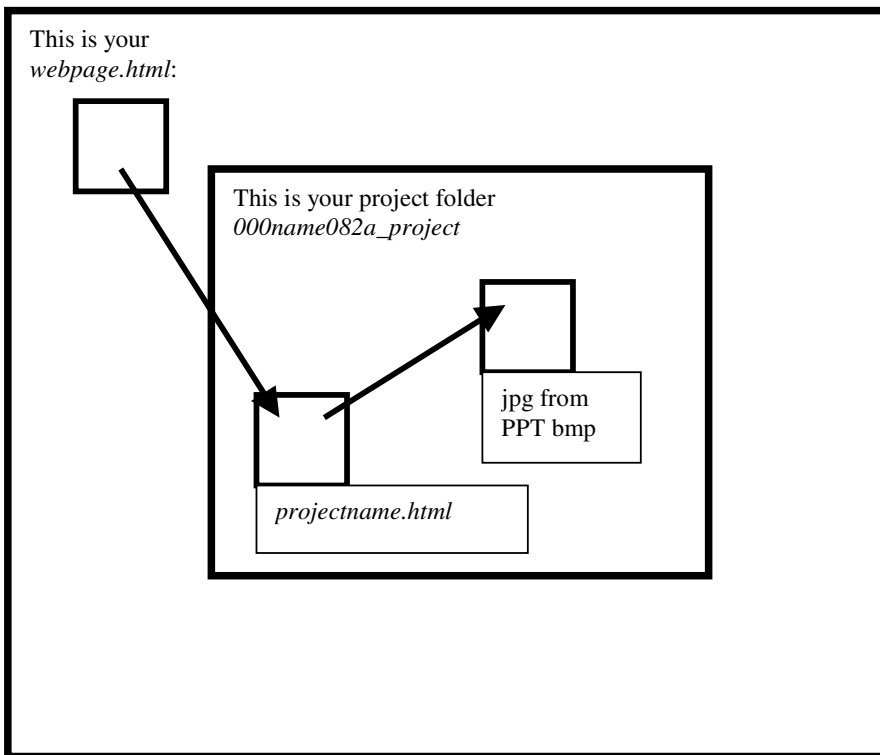 This is your
webpage.html:
This is your project folder
000name082a_project
jpg from
PPT bmp
projectname.html